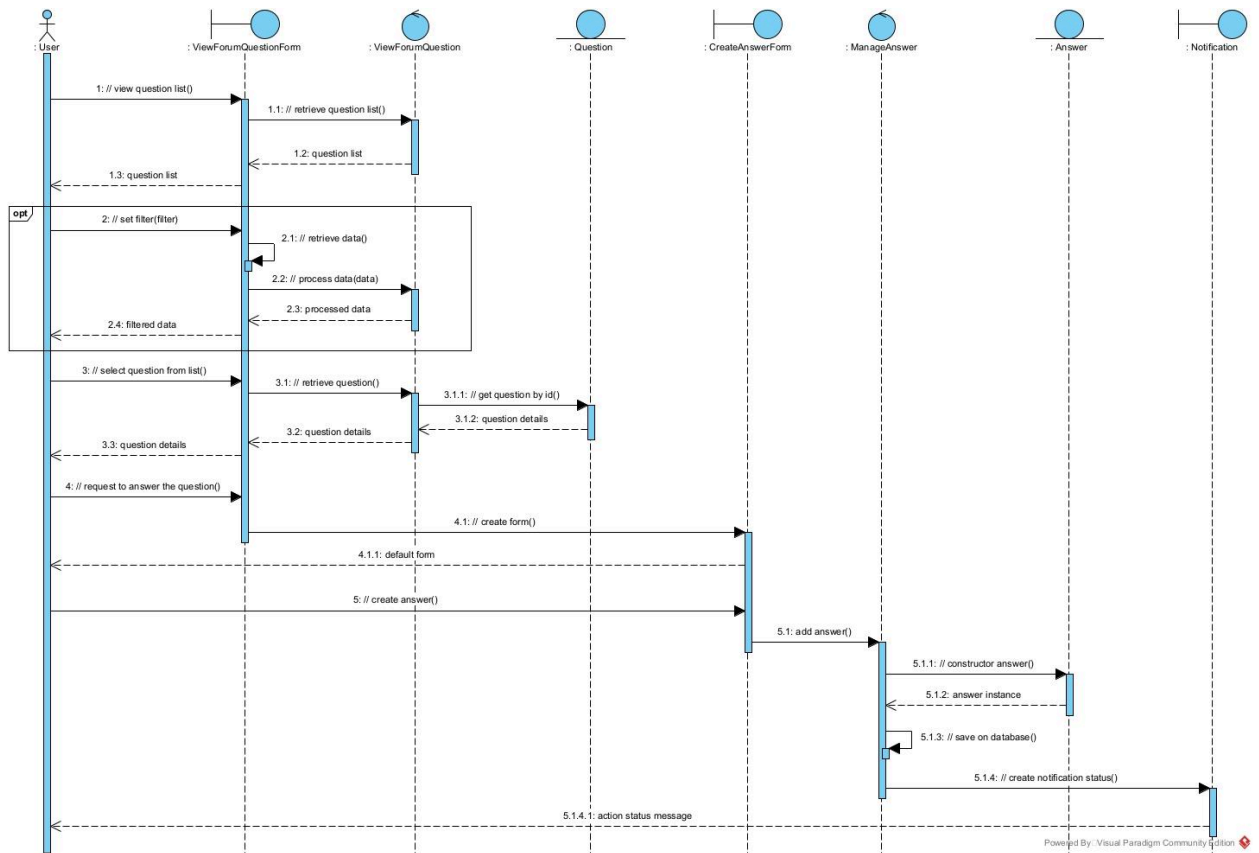 : User
: ViewForumQuestionForm
: ViewForumQuestion
: Question
: CreateAnswerForm
: ManageAnswer
: Answer
: Notification
1: // view question list()
1.1: // retrieve question list()
1.2: question list
1.3: question list
opt
2: // set filter(filter)
2.1: // retrieve data()
2.2: // process data(data)
2.3: processed data
2.4: filtered data
3: // select question from list()
3.1: // retrieve question()
3.1.1: // get question by id()
3.1.2: question details
3.2: question details
3.3: question details
4: // request to answer the question()
4.1: // create form()
4.1.1: default form
5: // create answer()
5.1: add answer()
5.1.1: // constructor answer()
5.1.2: answer instance
5.1.3: // save on database()
5.1.4: // create notification status()
5.1.4.1: action status message
Powered By Visual Paradigm Community Edition